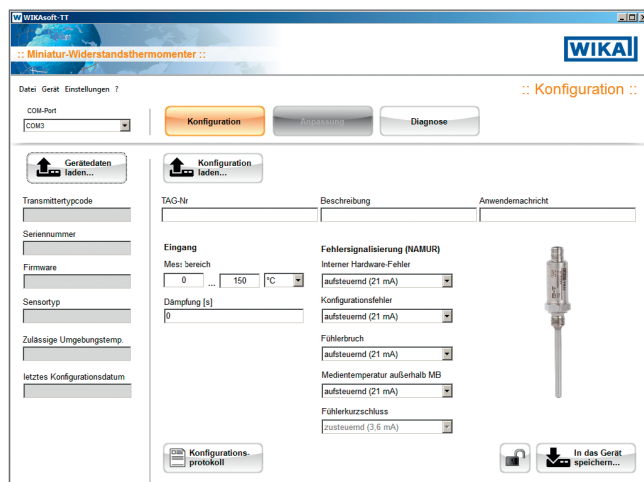 WIKAsoft-TT
:: Miniatur-Widerstandsthermomenter ::
WIKA
Datei Gerät Einstellungen ?
:: Konfiguration ::
COM-Port
COM3
Konfiguration
Anpassung
Diagnose
Gerätedaten
laden...
Konfiguration
laden...
Transmittertypcode
TAG-Nr
Beschreibung
Anwendernachricht
Seriennummer
Eingang
Fehlersignalisierung (NAMUR)
Messbereich
Interner Hardware-Fehler
Firmware
0 ... 150 °C
aufsteuernd (21 mA)
Sensortyp
Dämpfung [s]
Konfigurationsfehler
0
aufsteuernd (21 mA)
Zulässige Umgebungstemp.
Fühlerbruch
aufsteuernd (21 mA)
letztes Konfigurationsdatum
Medientemperatur außerhalb MB
aufsteuernd (21 mA)
Fühlerkurzschluss
zusteuernd (3,6 mA)
Konfigurations-
protokoll
In das Gerät
speichern...